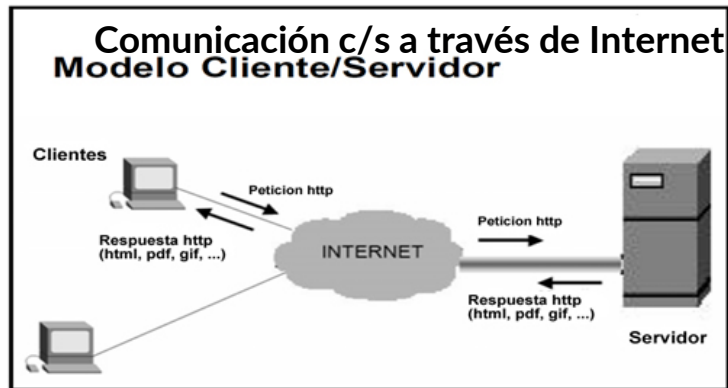 Comunicación c/s a través de Internet
Modelo Cliente/Servidor
Clientes
Peticion http
Respuesta http
(html, pdf, gif, ...)
INTERNET
Peticion http
Respuesta http
(html, pdf, gif, ...)
Servidor